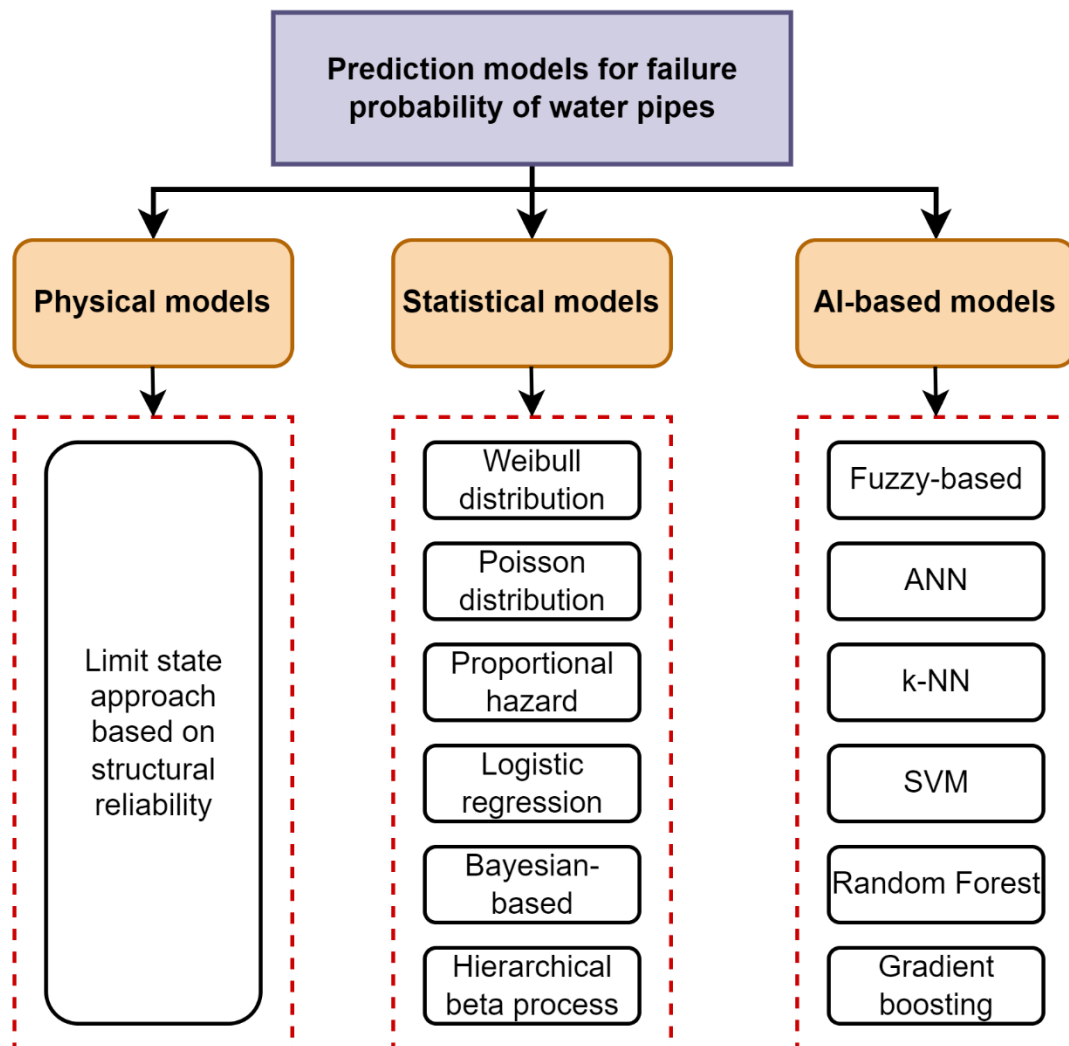 Prediction models for failure
probability of water pipes
Physical models
Statistical models
AI-based models
Limit state
approach
based on
structural
reliability
Weibull
distribution
Poisson
distribution
Proportional
hazard
Logistic
regression
Bayesian-
based
Hierarchical
beta process
Fuzzy-based
ANN
k-NN
SVM
Random Forest
Gradient
boosting